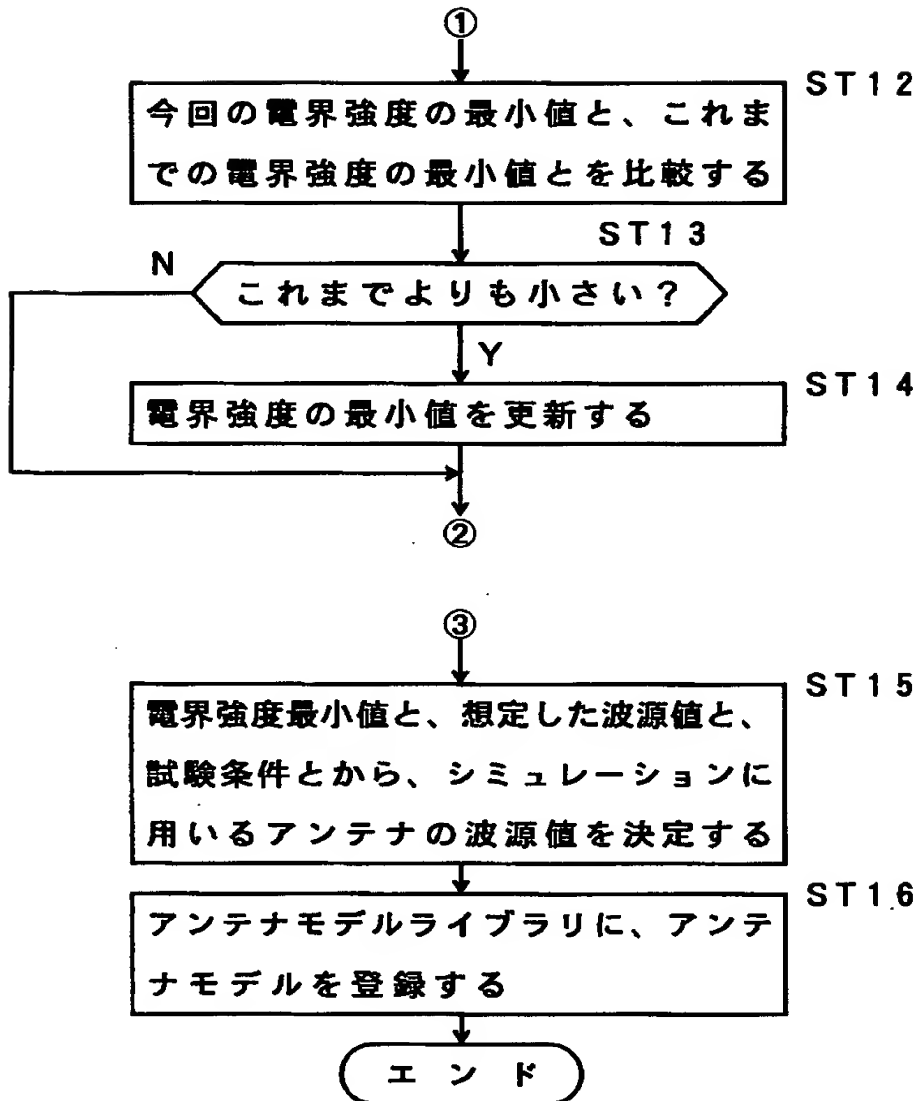 ①
ST12
今回の電界強度の最小値と、これま
での電界強度の最小値とを比較する
ST13
N
これまでよりも小さい?
Y
ST14
電界強度の最小値を更新する
②
③
ST15
電界強度最小値と、想定した波源値と、
試験条件とから、シミュレーションに
用いるアンテナの波源値を決定する
ST16
アンテナモデルライブラリに、アンテ
ナモデルを登録する
エンド